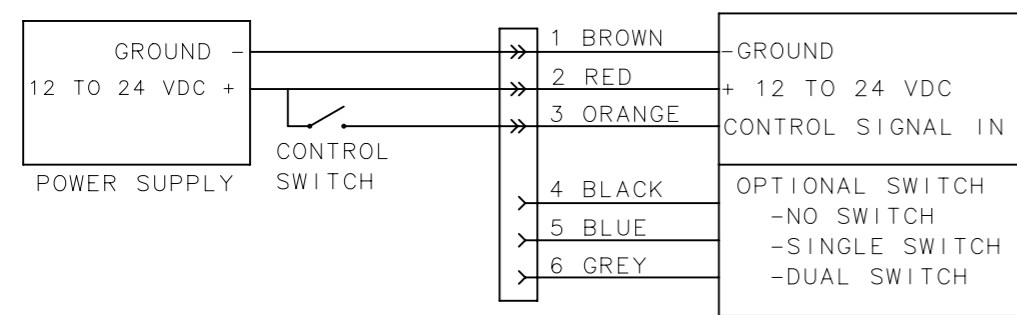 GROUND -
12 TO 24 VDC +
POWER SUPPLY
CONTROL
SWITCH
1 BROWN
2 RED
3 ORANGE
4 BLACK
5 BLUE
6 GREY
-GROUND
+ 12 TO 24 VDC
CONTROL SIGNAL IN
OPTIONAL SWITCH
-NO SWITCH
-SINGLE SWITCH
-DUAL SWITCH